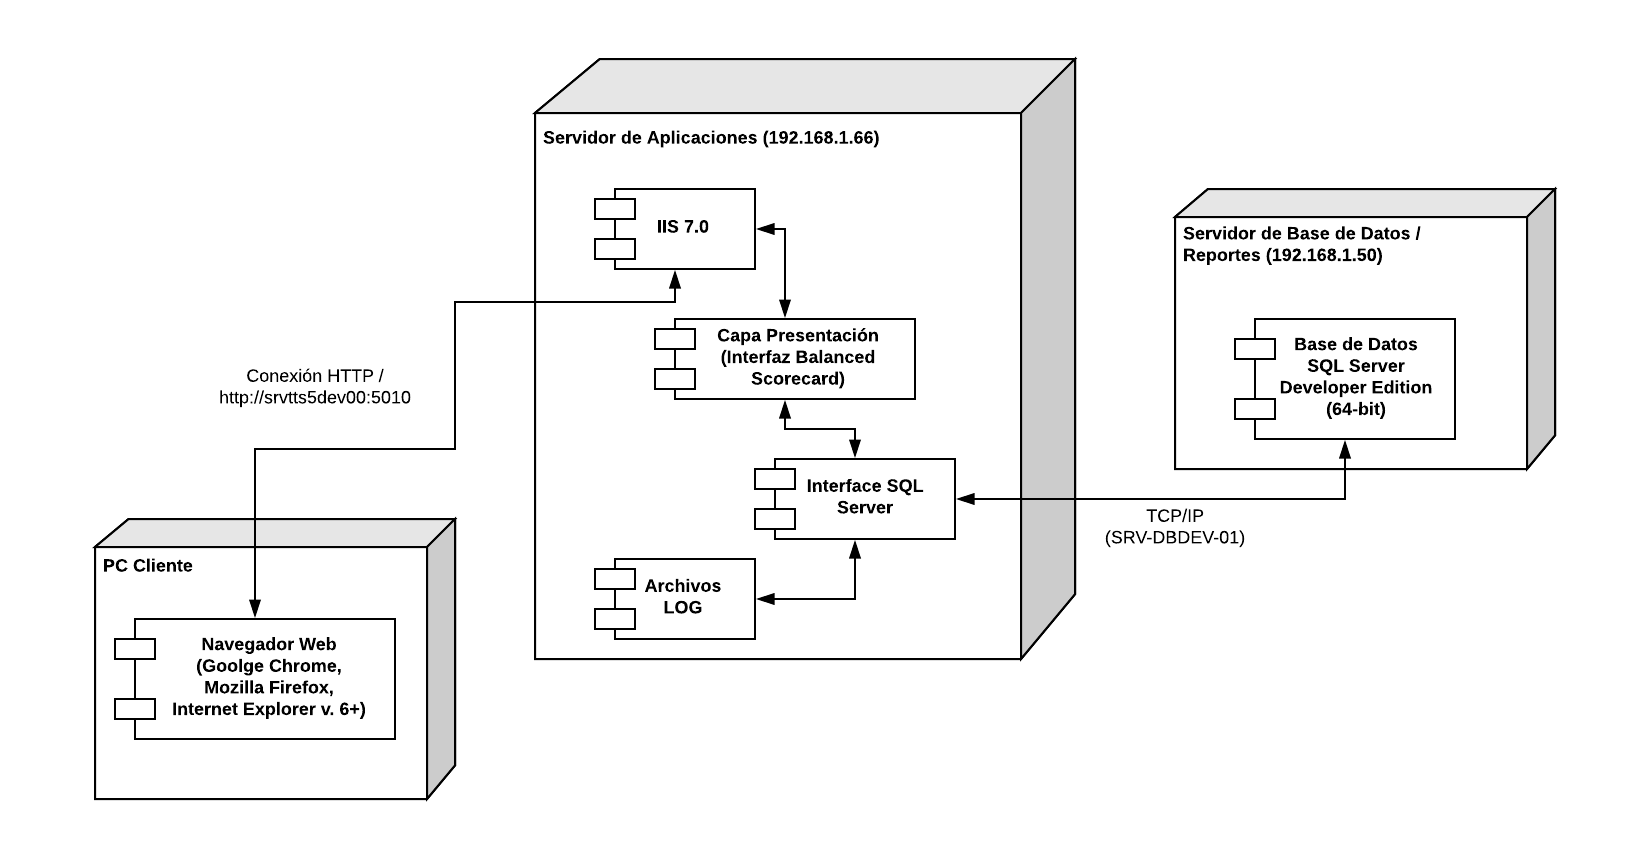 Servidor de Aplicaciones (192.168.1.66)
IIS 7.0
Servidor de Base de Datos /
Reportes (192.168.1.50)
Capa Presentación
(Interfaz Balanced
Scorecard)
Base de Datos
SQL Server
Developer Edition
(64-bit)
Conexión HTTP /
http://srvtts5dev00:5010
Interface SQL
Server
TCP/IP
(SRV-DBDEV-01)
PC Cliente
Archivos
LOG
Navegador Web
(Goolge Chrome,
Mozilla Firefox,
Internet Explorer v. 6+)